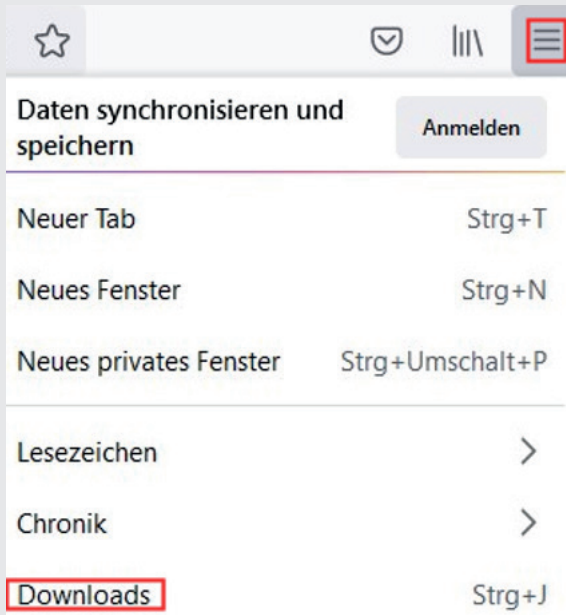 Daten synchronisieren und
speichern
Anmelden
Neuer Tab Strg+T
Neues Fenster Strg+N
Neues privates Fenster Strg+Umschalt+P
Lesezeichen
Chronik
Downloads Strg+J